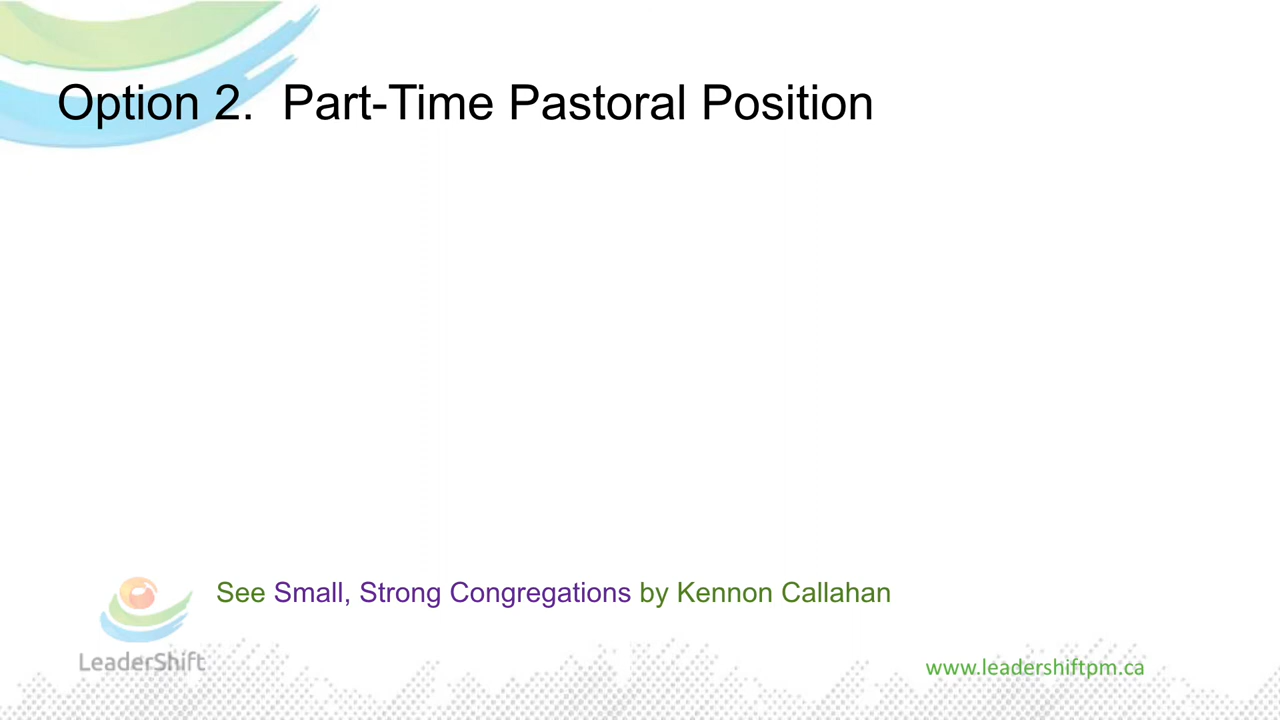 Option 2.  Part-Time Pastoral Position
See Small, Strong Congregations by Kennon Callahan
LeaderShift
www.leadershiftpm.ca